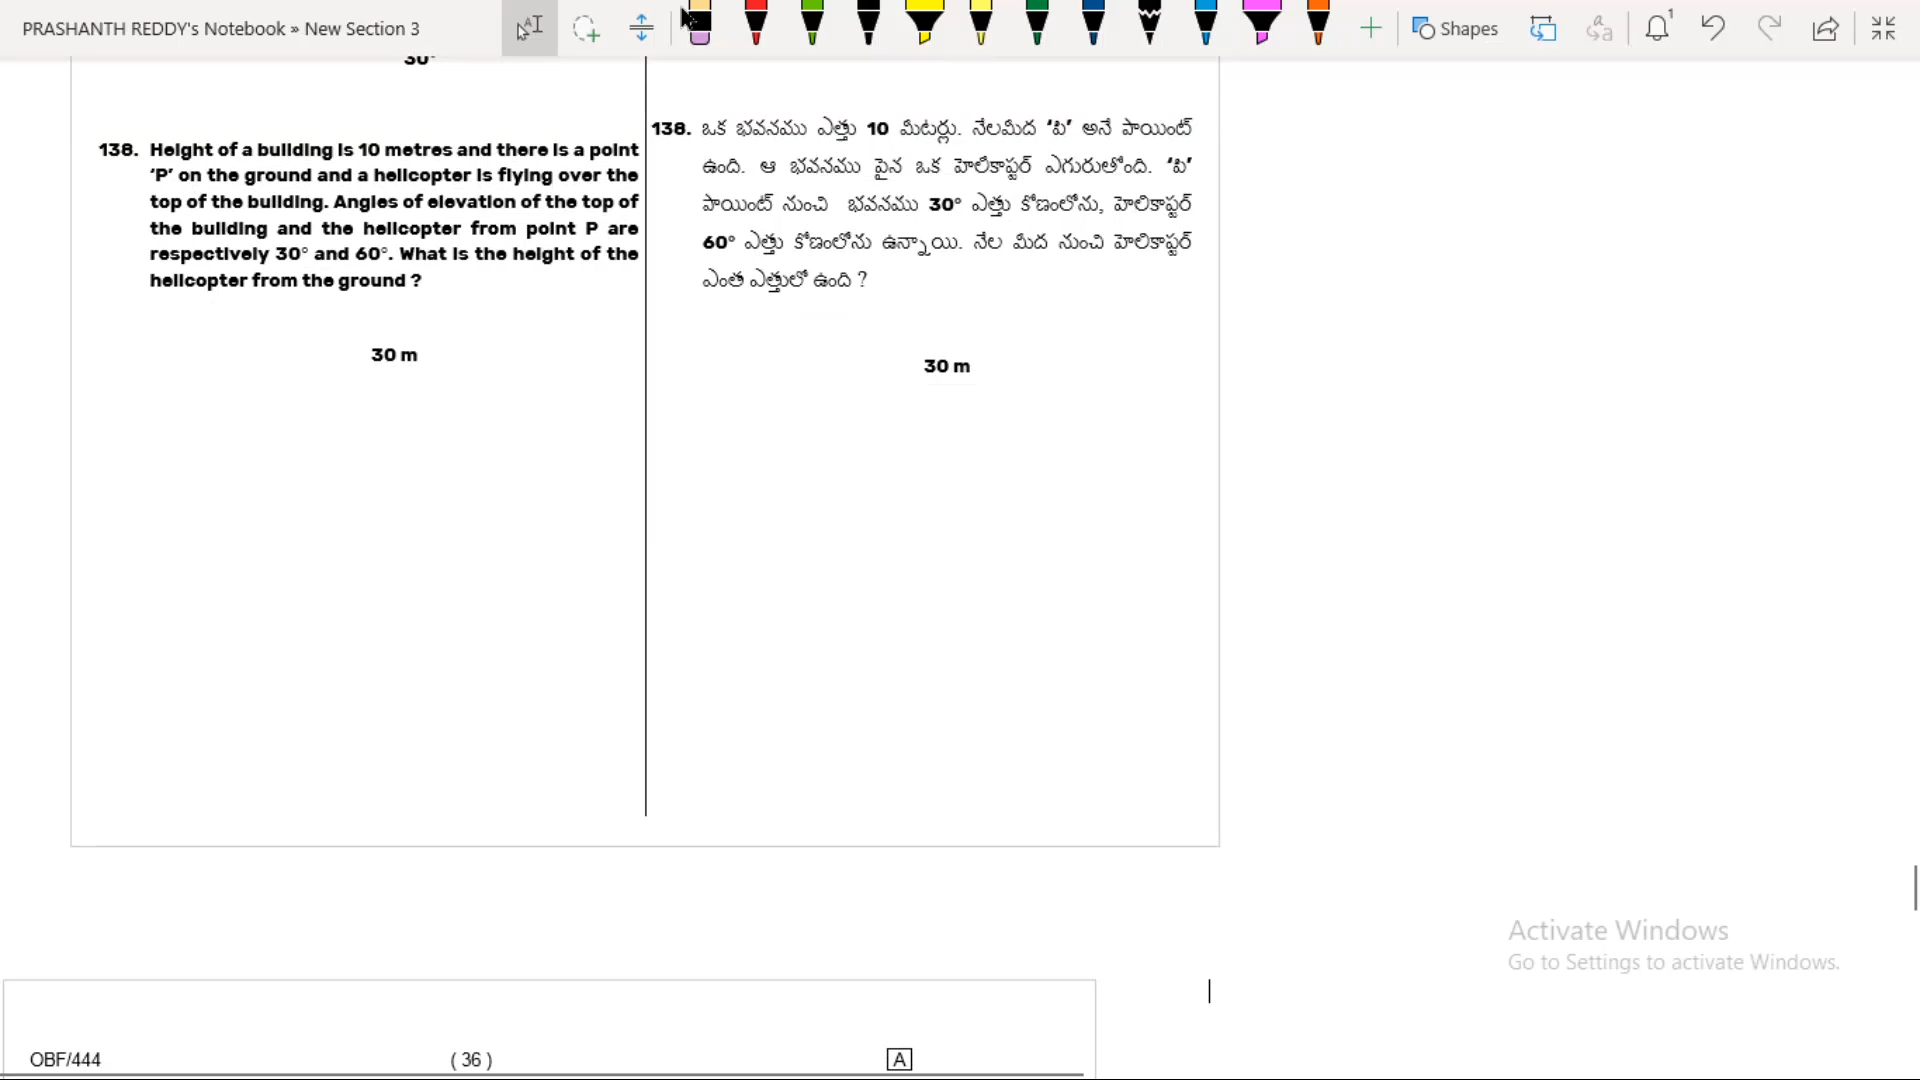 PRASHANTH REDDY's Notebook » New Section 3
Shapes
1
30°
138. Height of a building is 10 metres and there is a point
‘P’ on the ground and a helicopter is flying over the
top of the building. Angles of elevation of the top of
the building and the helicopter from point P are
respectively 30° and 60°. What is the height of the
helicopter from the ground ?
30 m
138. ఒక భవనము ఎత్తు 10 మీటర్లు. నేలమీద ‘పి’ అనే పాయింట్
ఉంది. ఆ భవనము పైన ఒక హెలికాప్టర్ ఎగురుతోంది. ‘పి’
పాయింట్ నుంచి భవనము 30° ఎత్తు కోణంలోను, హెలికాప్టర్
60° ఎత్తు కోణంలోను ఉన్నాయి. నేల మీద నుంచి హెలికాప్టర్
ఎంత ఎత్తులో ఉంది ?
30 m
Activate Windows
Go to Settings to activate Windows.
OBF/444 ( 36 ) A